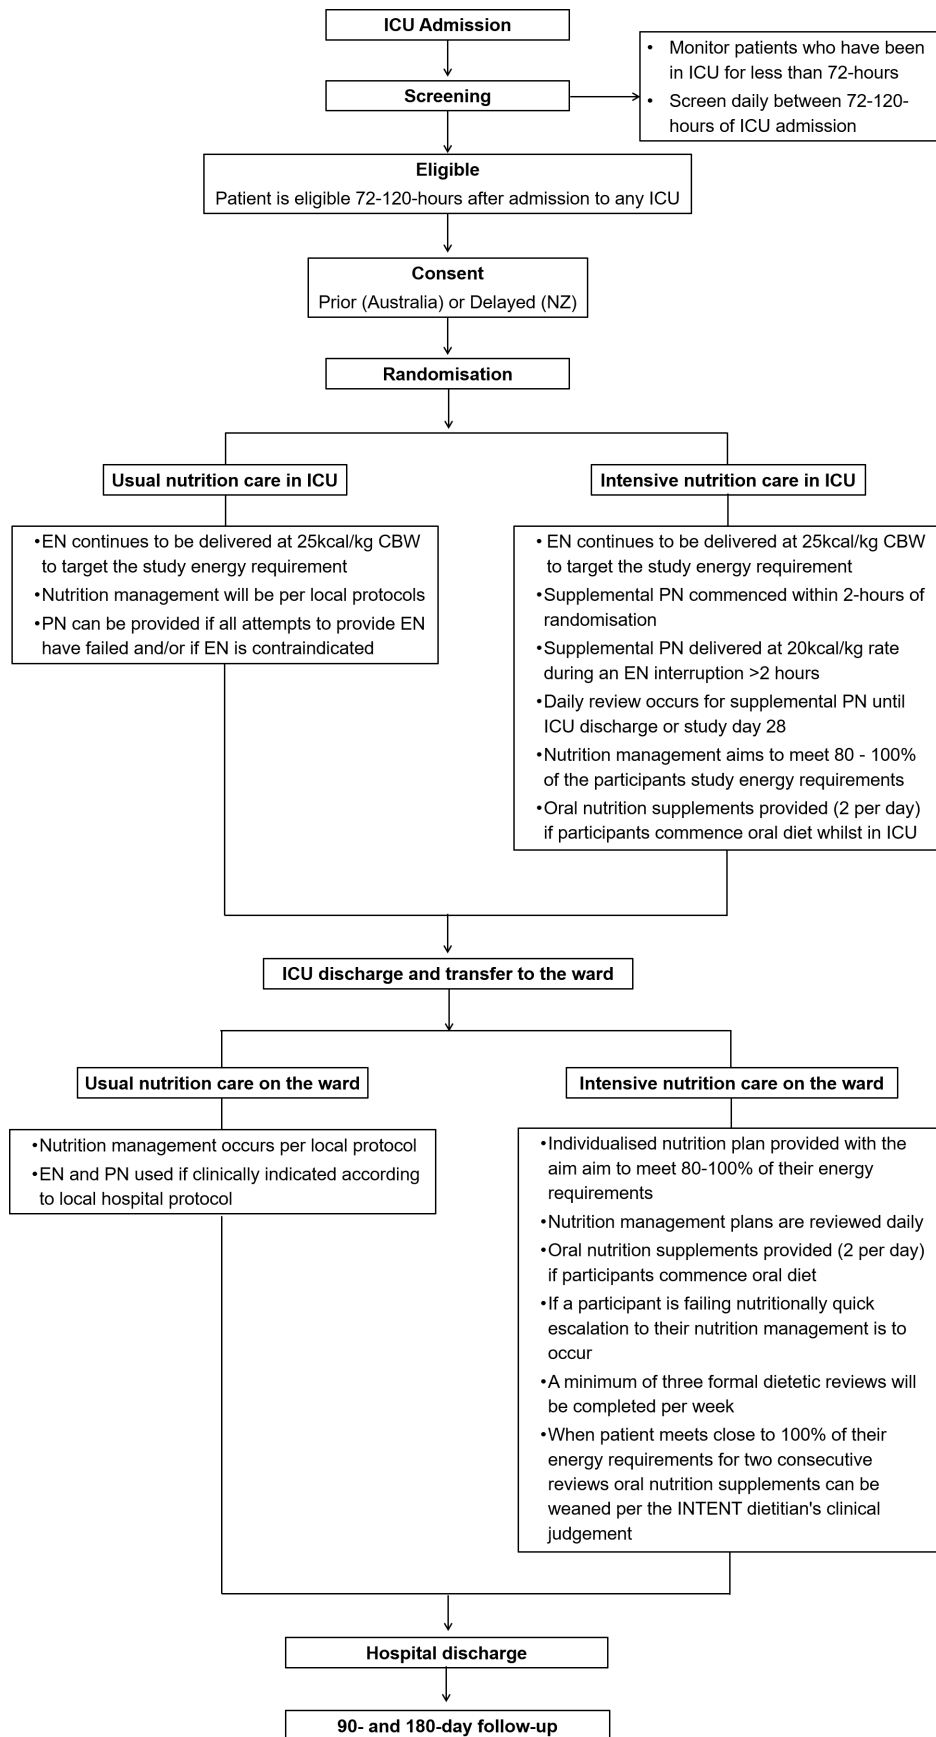 ICU Admission
Screening
• Monitor patients who have been
in ICU for less than 72-hours
• Screen daily between 72-120-
hours of ICU admission
Eligible
Patient is eligible 72-120-hours after admission to any ICU
Consent
Prior (Australia) or Delayed (NZ)
Randomisation
Usual nutrition care in ICU
•EN continues to be delivered at 25kcal/kg CBW
to target the study energy requirement
•Nutrition management will be per local protocols
•PN can be provided if all attempts to provide EN
have failed and/or if EN is contraindicated
Intensive nutrition care in ICU
• EN continues to be delivered at 25kcal/kg CBW
to target the study energy requirement
•Supplemental PN commenced within 2-hours of
randomisation
•Supplemental PN delivered at 20kcal/kg rate
during an EN interruption >2 hours
•Daily review occurs for supplemental PN until
ICU discharge or study day 28
•Nutrition management aims to meet 80 - 100%
of the participants study energy requirements
•Oral nutrition supplements provided (2 per day)
if participants commence oral diet whilst in ICU
ICU discharge and transfer to the ward
Usual nutrition care on the ward
•Nutrition management occurs per local protocol
•EN and PN used if clinically indicated according
to local hospital protocol
Intensive nutrition care on the ward
•Individualised nutrition plan provided with the
aim aim to meet 80-100% of their energy
requirements
•Nutrition management plans are reviewed daily
•Oral nutrition supplements provided (2 per day)
if participants commence oral diet
•If a participant is failing nutritionally quick
escalation to their nutrition management is to
occur
•A minimum of three formal dietetic reviews will
be completed per week
•When patient meets close to 100% of their
energy requirements for two consecutive
reviews oral nutrition supplements can be
weaned per the INTENT dietitian's clinical
judgement
Hospital discharge
90- and 180-day follow-up